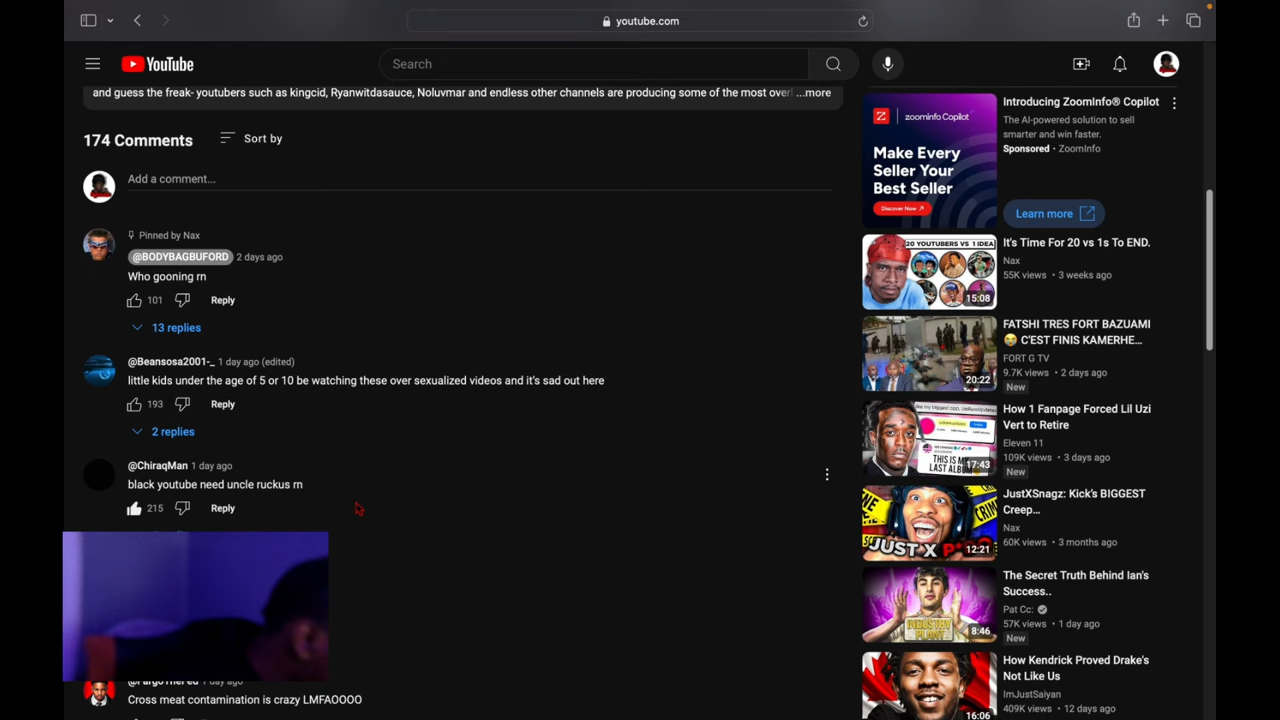 youtube.com
YouTube
Search
and guess the freak- youtubers such as kingcid, Ryanwitdasauce, Noluvmar and endless other channels are producing some of the most overl ...more
174 Comments
Sort by
Add a comment...
Pinned by Nax
@BODYBAGBUFORD 2 days ago
Who gooning rn
101
Reply
13 replies
@Beansosa2001-_ 1 day ago (edited)
little kids under the age of 5 or 10 be watching these over sexualized videos and it's sad out here
193
Reply
2 replies
@ChiraqMan 1 day ago
black youtube need uncle ruckus rn
215
Reply
1 day ago
Cross meat contamination is crazy LMFAOOOO
Z zoominfo Copilot
Make Every
Seller Your
Best Seller
Discover Now
Introducing ZoomInfo® Copilot
The AI-powered solution to sell
smarter and win faster.
Sponsored · ZoomInfo
Learn more
20 YOUTUBERS VS 1 IDEA
15:08
It's Time For 20 vs 1s To END.
Nax
55K views · 3 weeks ago
20:22
FATSHI TRES FORT BAZUAMI
😭 C'EST FINIS KAMERHE...
FORT G TV
9.7K views · 2 days ago
New
THIS IS MY
LAST ALBUM
17:43
How 1 Fanpage Forced Lil Uzi
Vert to Retire
Eleven 11
109K views · 3 days ago
New
JUST X
12:21
JustXSnagz: Kick's BIGGEST
Creep...
Nax
60K views · 3 months ago
INDUSTRY
PLANT
8:46
The Secret Truth Behind Ian's
Success..
Pat Cc:
57K views · 1 day ago
New
16:06
How Kendrick Proved Drake's
Not Like Us
ImJustSaiyan
409K views · 12 days ago